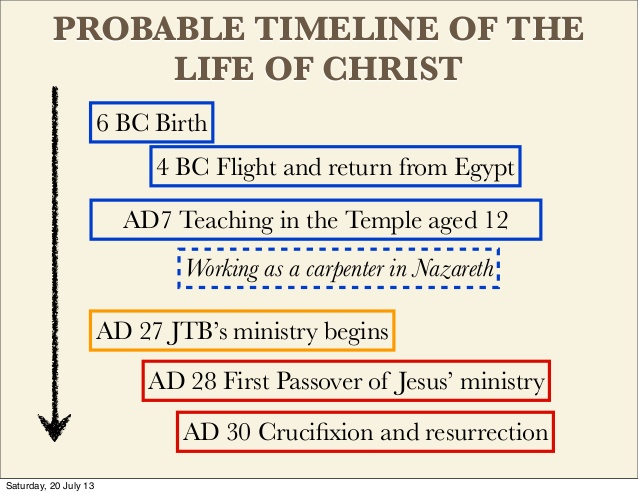 PROBABLE TIMELINE OF THE
LIFE OF CHRIST
6 BC Birth
4 BC Flight and return from Egypt
AD7 Teaching in the Temple aged 12
Working as a carpenter in Nazareth
AD 27 JTB’s ministry begins
AD 28 First Passover of Jesus’ ministry
AD 30 Crucifixion and resurrection
Saturday, 20 July 13